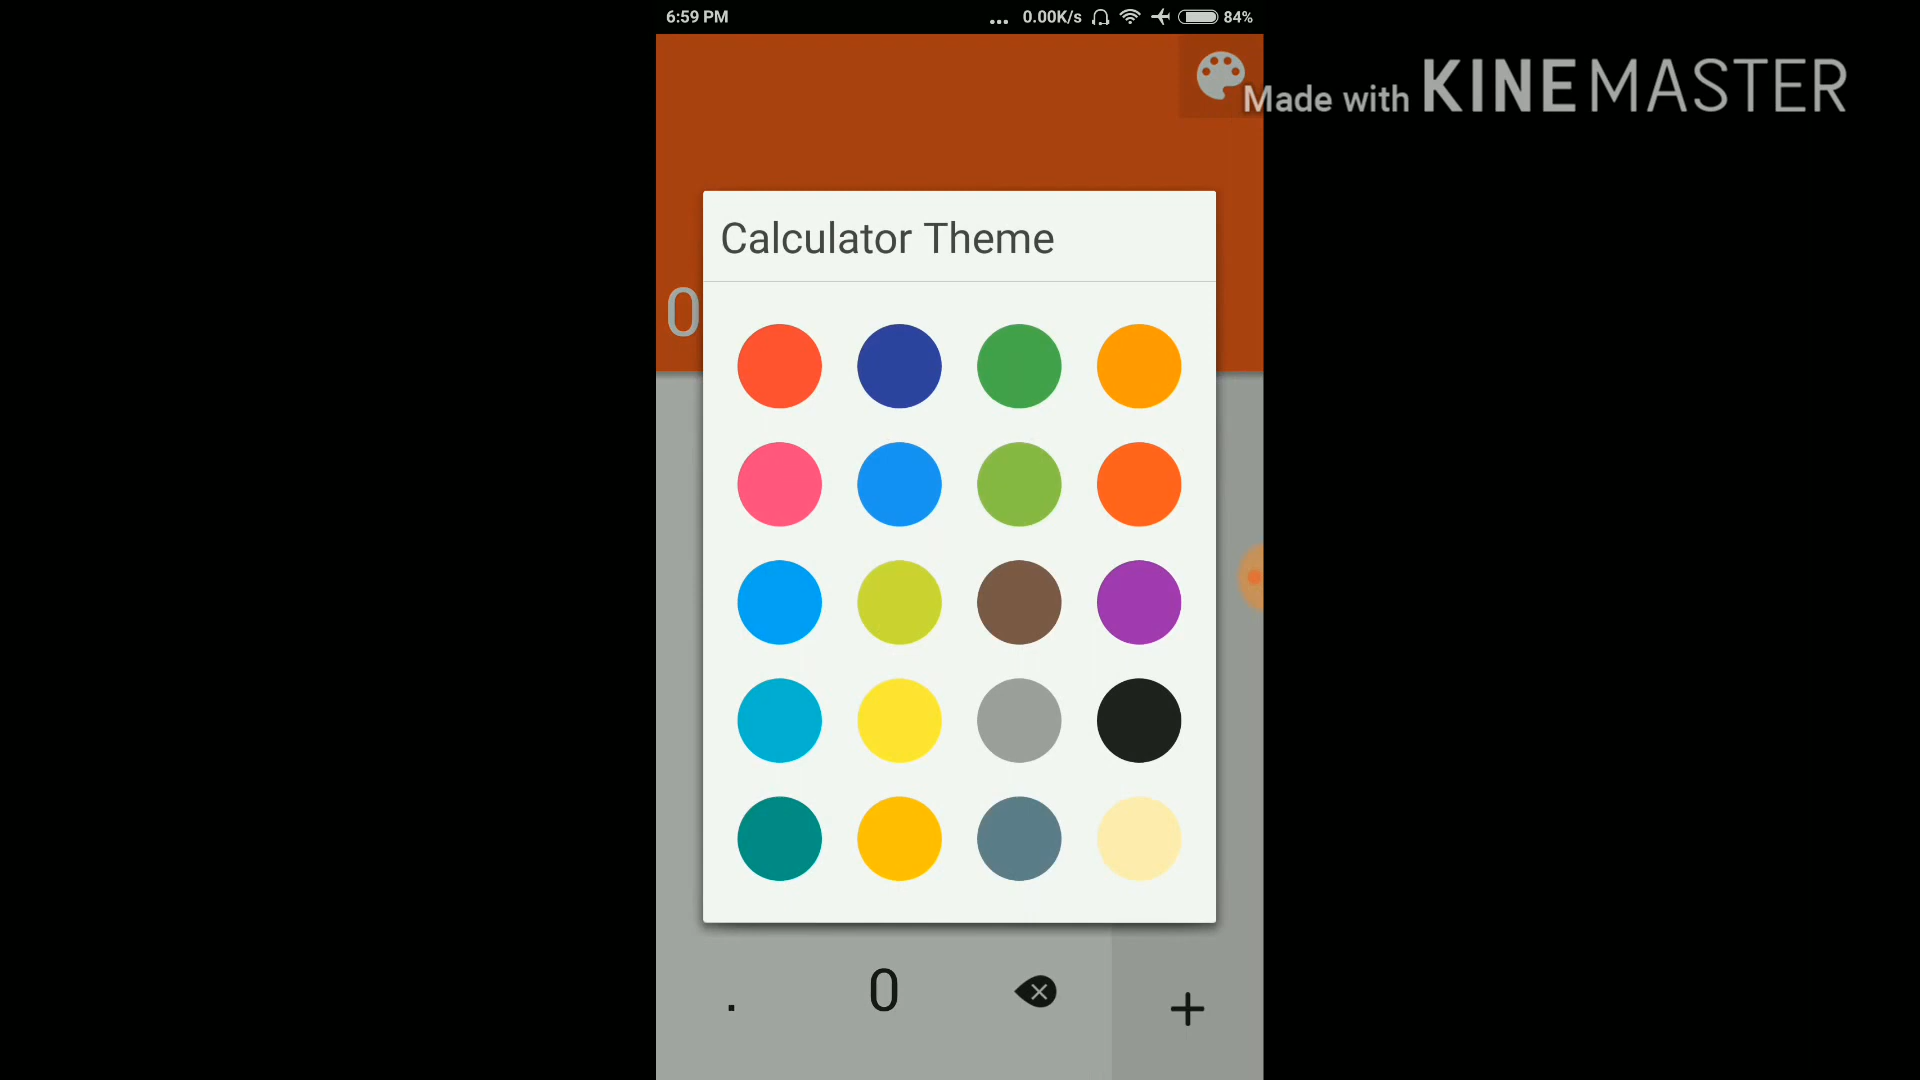 6:59 PM ... 0.00K/s 84%
Made with KINEMASTER
Calculator Theme
0
. 0 +